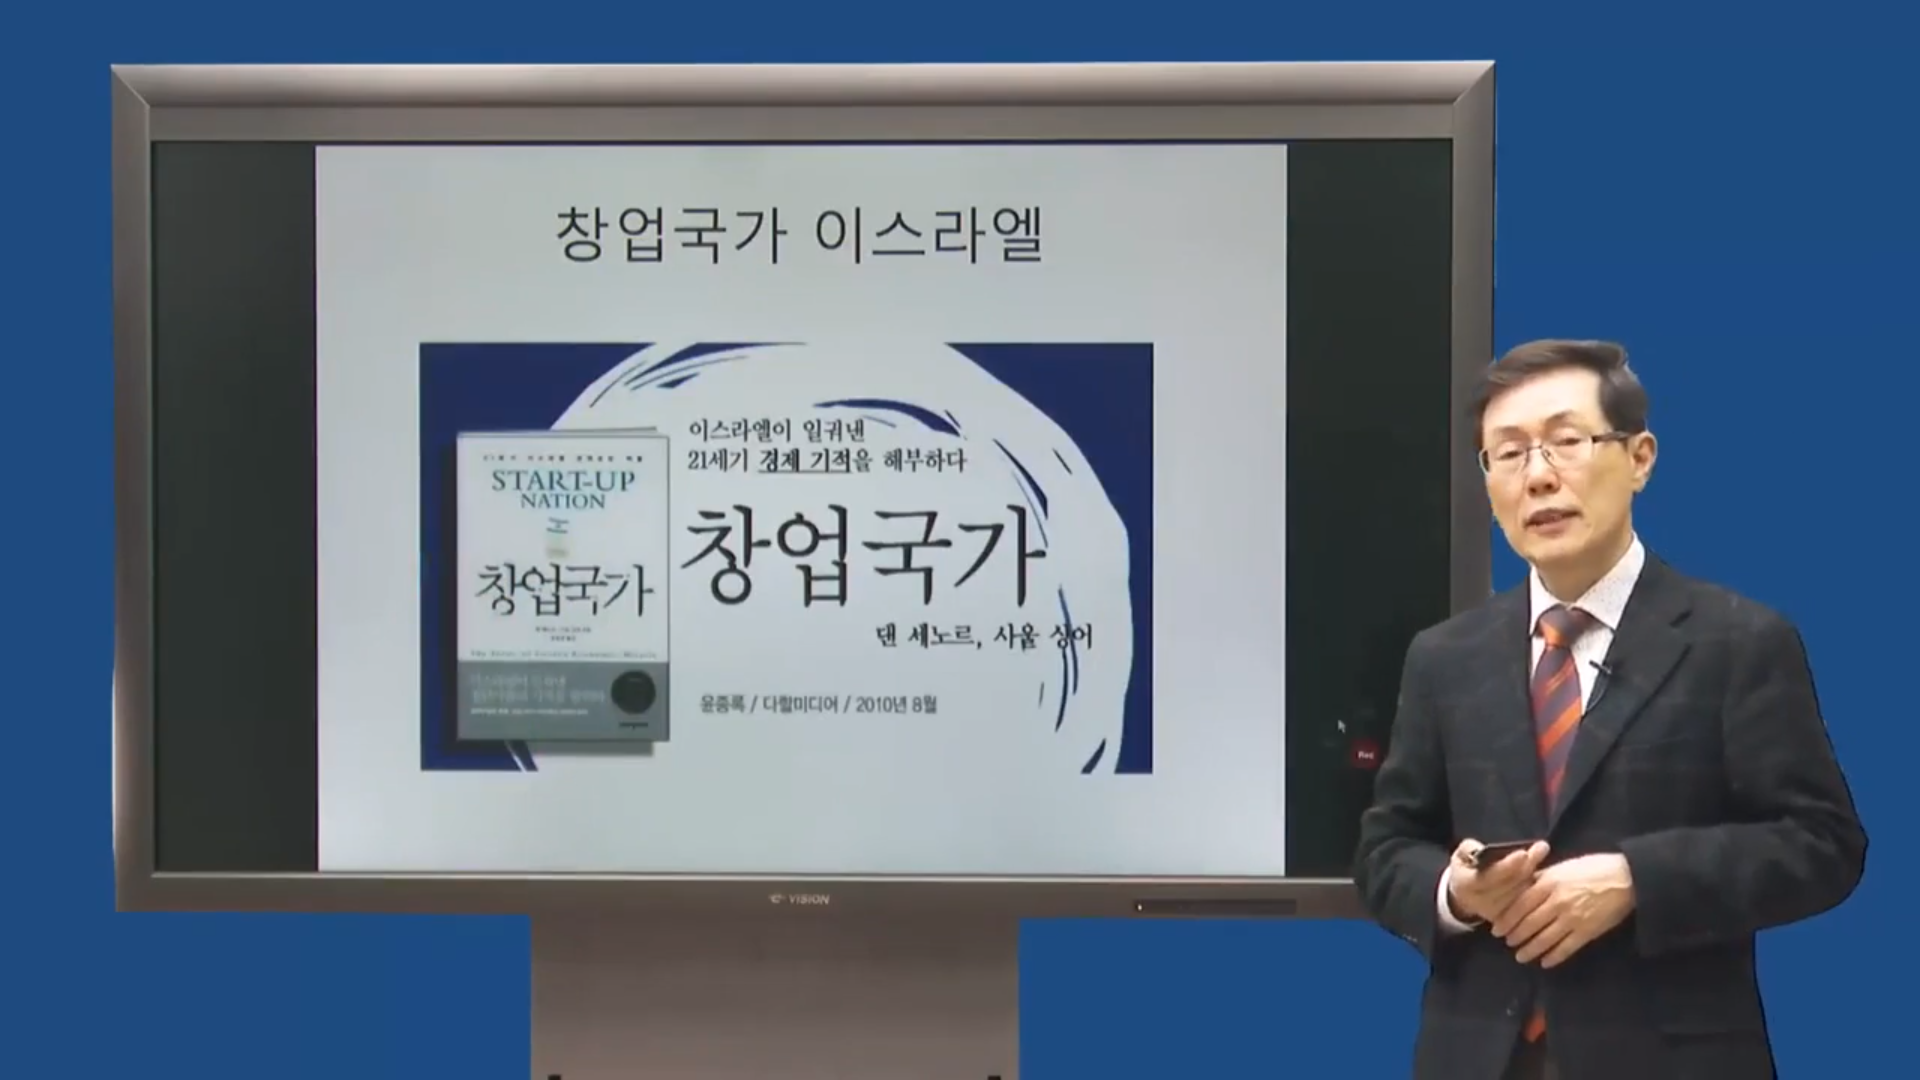 창업국가 이스라엘
이스라엘이 일궈낸
21세기 경제 기적을 해부하다
창업국가
댄 세노르, 사울 싱어
윤종록 / 다할미디어 / 2010년 8월
START-UP
NATION
창업국가
Rec
VISION